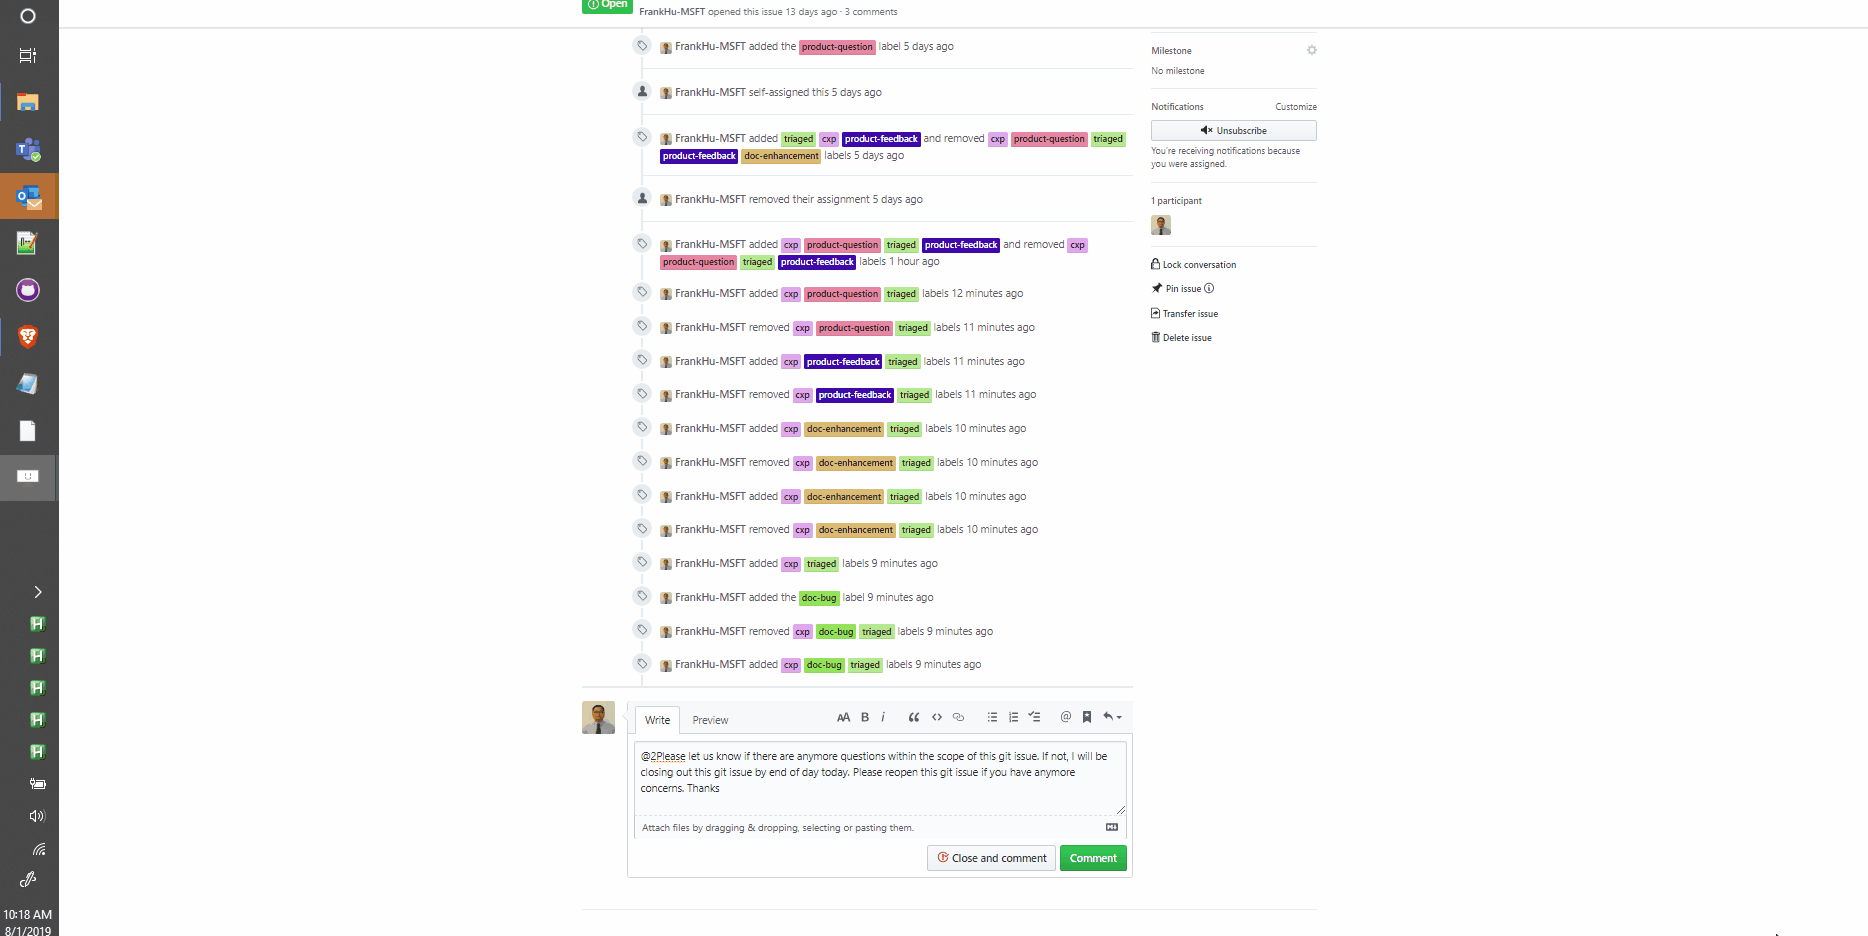 Open
FrankHu-MSFT opened this issue 13 days ago · 3 comments
FrankHu-MSFT added the product-question label 5 days ago
FrankHu-MSFT self-assigned this 5 days ago
FrankHu-MSFT added triaged cxp product-feedback and removed cxp product-question triaged
product-feedback doc-enhancement labels 5 days ago
FrankHu-MSFT removed their assignment 5 days ago
FrankHu-MSFT added cxp product-question triaged product-feedback and removed cxp
product-question triaged product-feedback labels 1 hour ago
FrankHu-MSFT added cxp product-question triaged labels 12 minutes ago
FrankHu-MSFT removed cxp product-question triaged labels 11 minutes ago
FrankHu-MSFT added cxp product-feedback triaged labels 11 minutes ago
FrankHu-MSFT removed cxp product-feedback triaged labels 11 minutes ago
FrankHu-MSFT added cxp doc-enhancement triaged labels 10 minutes ago
FrankHu-MSFT removed cxp doc-enhancement triaged labels 10 minutes ago
FrankHu-MSFT added cxp doc-enhancement triaged labels 10 minutes ago
FrankHu-MSFT removed cxp doc-enhancement triaged labels 10 minutes ago
FrankHu-MSFT added cxp triaged labels 9 minutes ago
FrankHu-MSFT added the doc-bug label 9 minutes ago
FrankHu-MSFT removed cxp doc-bug triaged labels 9 minutes ago
FrankHu-MSFT added cxp doc-bug triaged labels 9 minutes ago
Write Preview
@2Please let us know if there are anymore questions within the scope of this git issue. If not, I will be
closing out this git issue by end of day today. Please reopen this git issue if you have anymore
concerns. Thanks
Attach files by dragging & dropping, selecting or pasting them.
Close and comment Comment
Milestone
No milestone
Notifications Customize
Unsubscribe
You're receiving notifications because
you were assigned.
1 participant
Lock conversation
Pin issue
Transfer issue
Delete issue
10:18 AM
8/1/2019